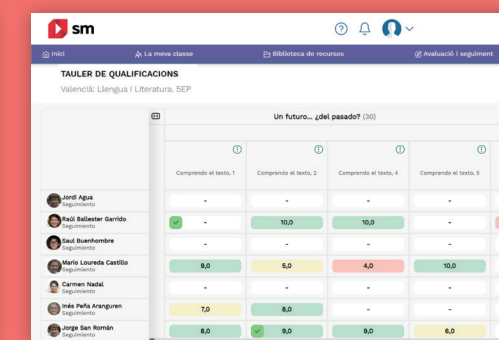 sm
Inici La meva classe Biblioteca de recursos Avaluació i seguiment
TAULER DE QUALIFICACIONS
Valencià: Llengua i Literatura. 5EP
Un futuro... ¿del pasado? (30)
Comprendo el texto, 1 Comprendo el texto, 2 Comprendo el texto, 4 Comprendo el texto, 5
Jordi Agua
Seguimiento
- - - -
Raúl Ballester Garrido
Seguimiento
- 10,0 10,0 -
Saul Buenhombre
Seguimiento
- - - -
Mario Loureda Castillo
Seguimiento
9,0 5,0 4,0 10,0
Carmen Nadal
Seguimiento
- - - -
Inés Peña Aranguren
Seguimiento
7,0 8,0 - -
Jorge San Román
Seguimiento
8,0 9,0 9,0 6,0